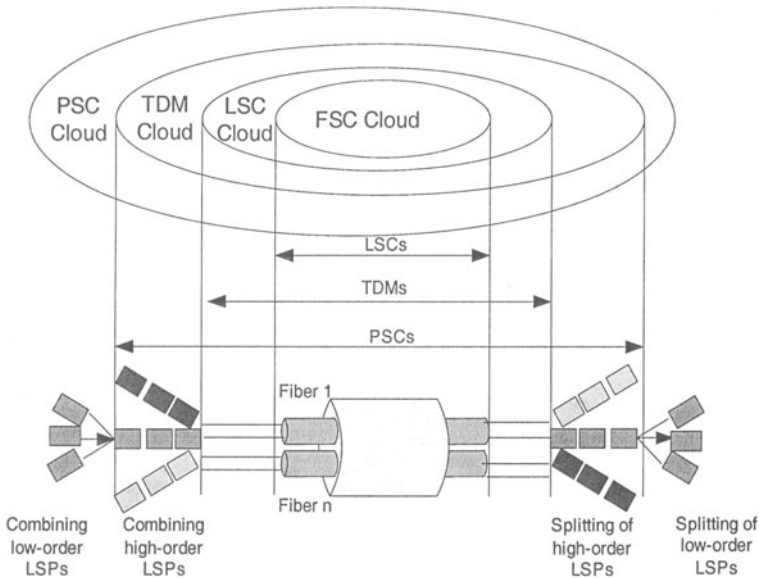 PSC
Cloud
TDM
Cloud
LSC
Cloud
FSC Cloud
LSCs
TDMs
PSCs
Fiber 1
Fiber n
Combining
low-order
LSPs
Combining
high-order
LSPs
Splitting of
high-order
LSPs
Splitting of
low-order
LSPs